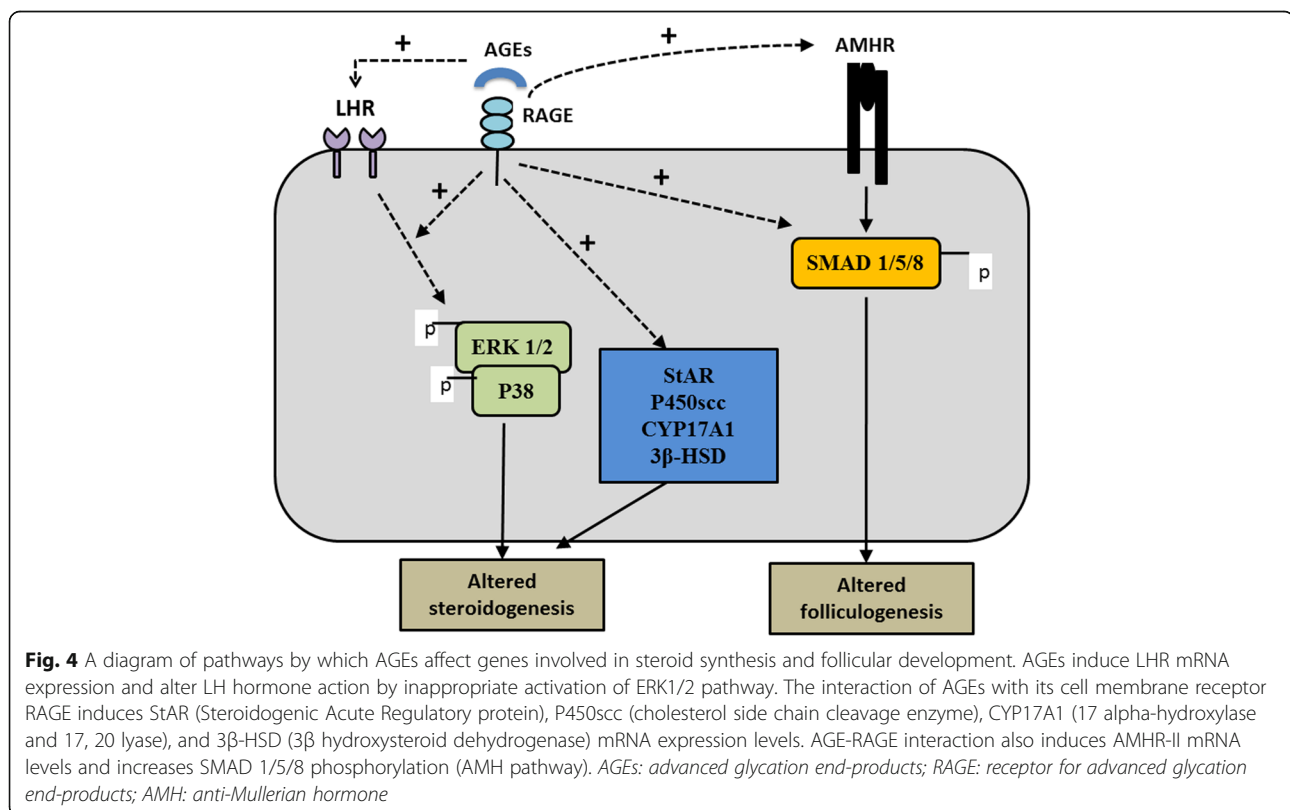 +
AGEs
+
AMHR
LHR
RAGE
+
+
+
SMAD 1/5/8
p
p
ERK 1/2
p
P38
StAR
P450scc
CYP17A1
3β-HSD
Altered
steroidogenesis
Altered
folliculogenesis
Fig. 4 A diagram of pathways by which AGEs affect genes involved in steroid synthesis and follicular development. AGEs induce LHR mRNA
expression and alter LH hormone action by inappropriate activation of ERK1/2 pathway. The interaction of AGEs with its cell membrane receptor
RAGE induces StAR (Steroidogenic Acute Regulatory protein), P450scc (cholesterol side chain cleavage enzyme), CYP17A1 (17 alpha-hydroxylase
and 17, 20 lyase), and 3β-HSD (3β hydroxysteroid dehydrogenase) mRNA expression levels. AGE-RAGE interaction also induces AMHR-II mRNA
levels and increases SMAD 1/5/8 phosphorylation (AMH pathway). AGEs: advanced glycation end-products; RAGE: receptor for advanced glycation
end-products; AMH: anti-Mullerian hormone